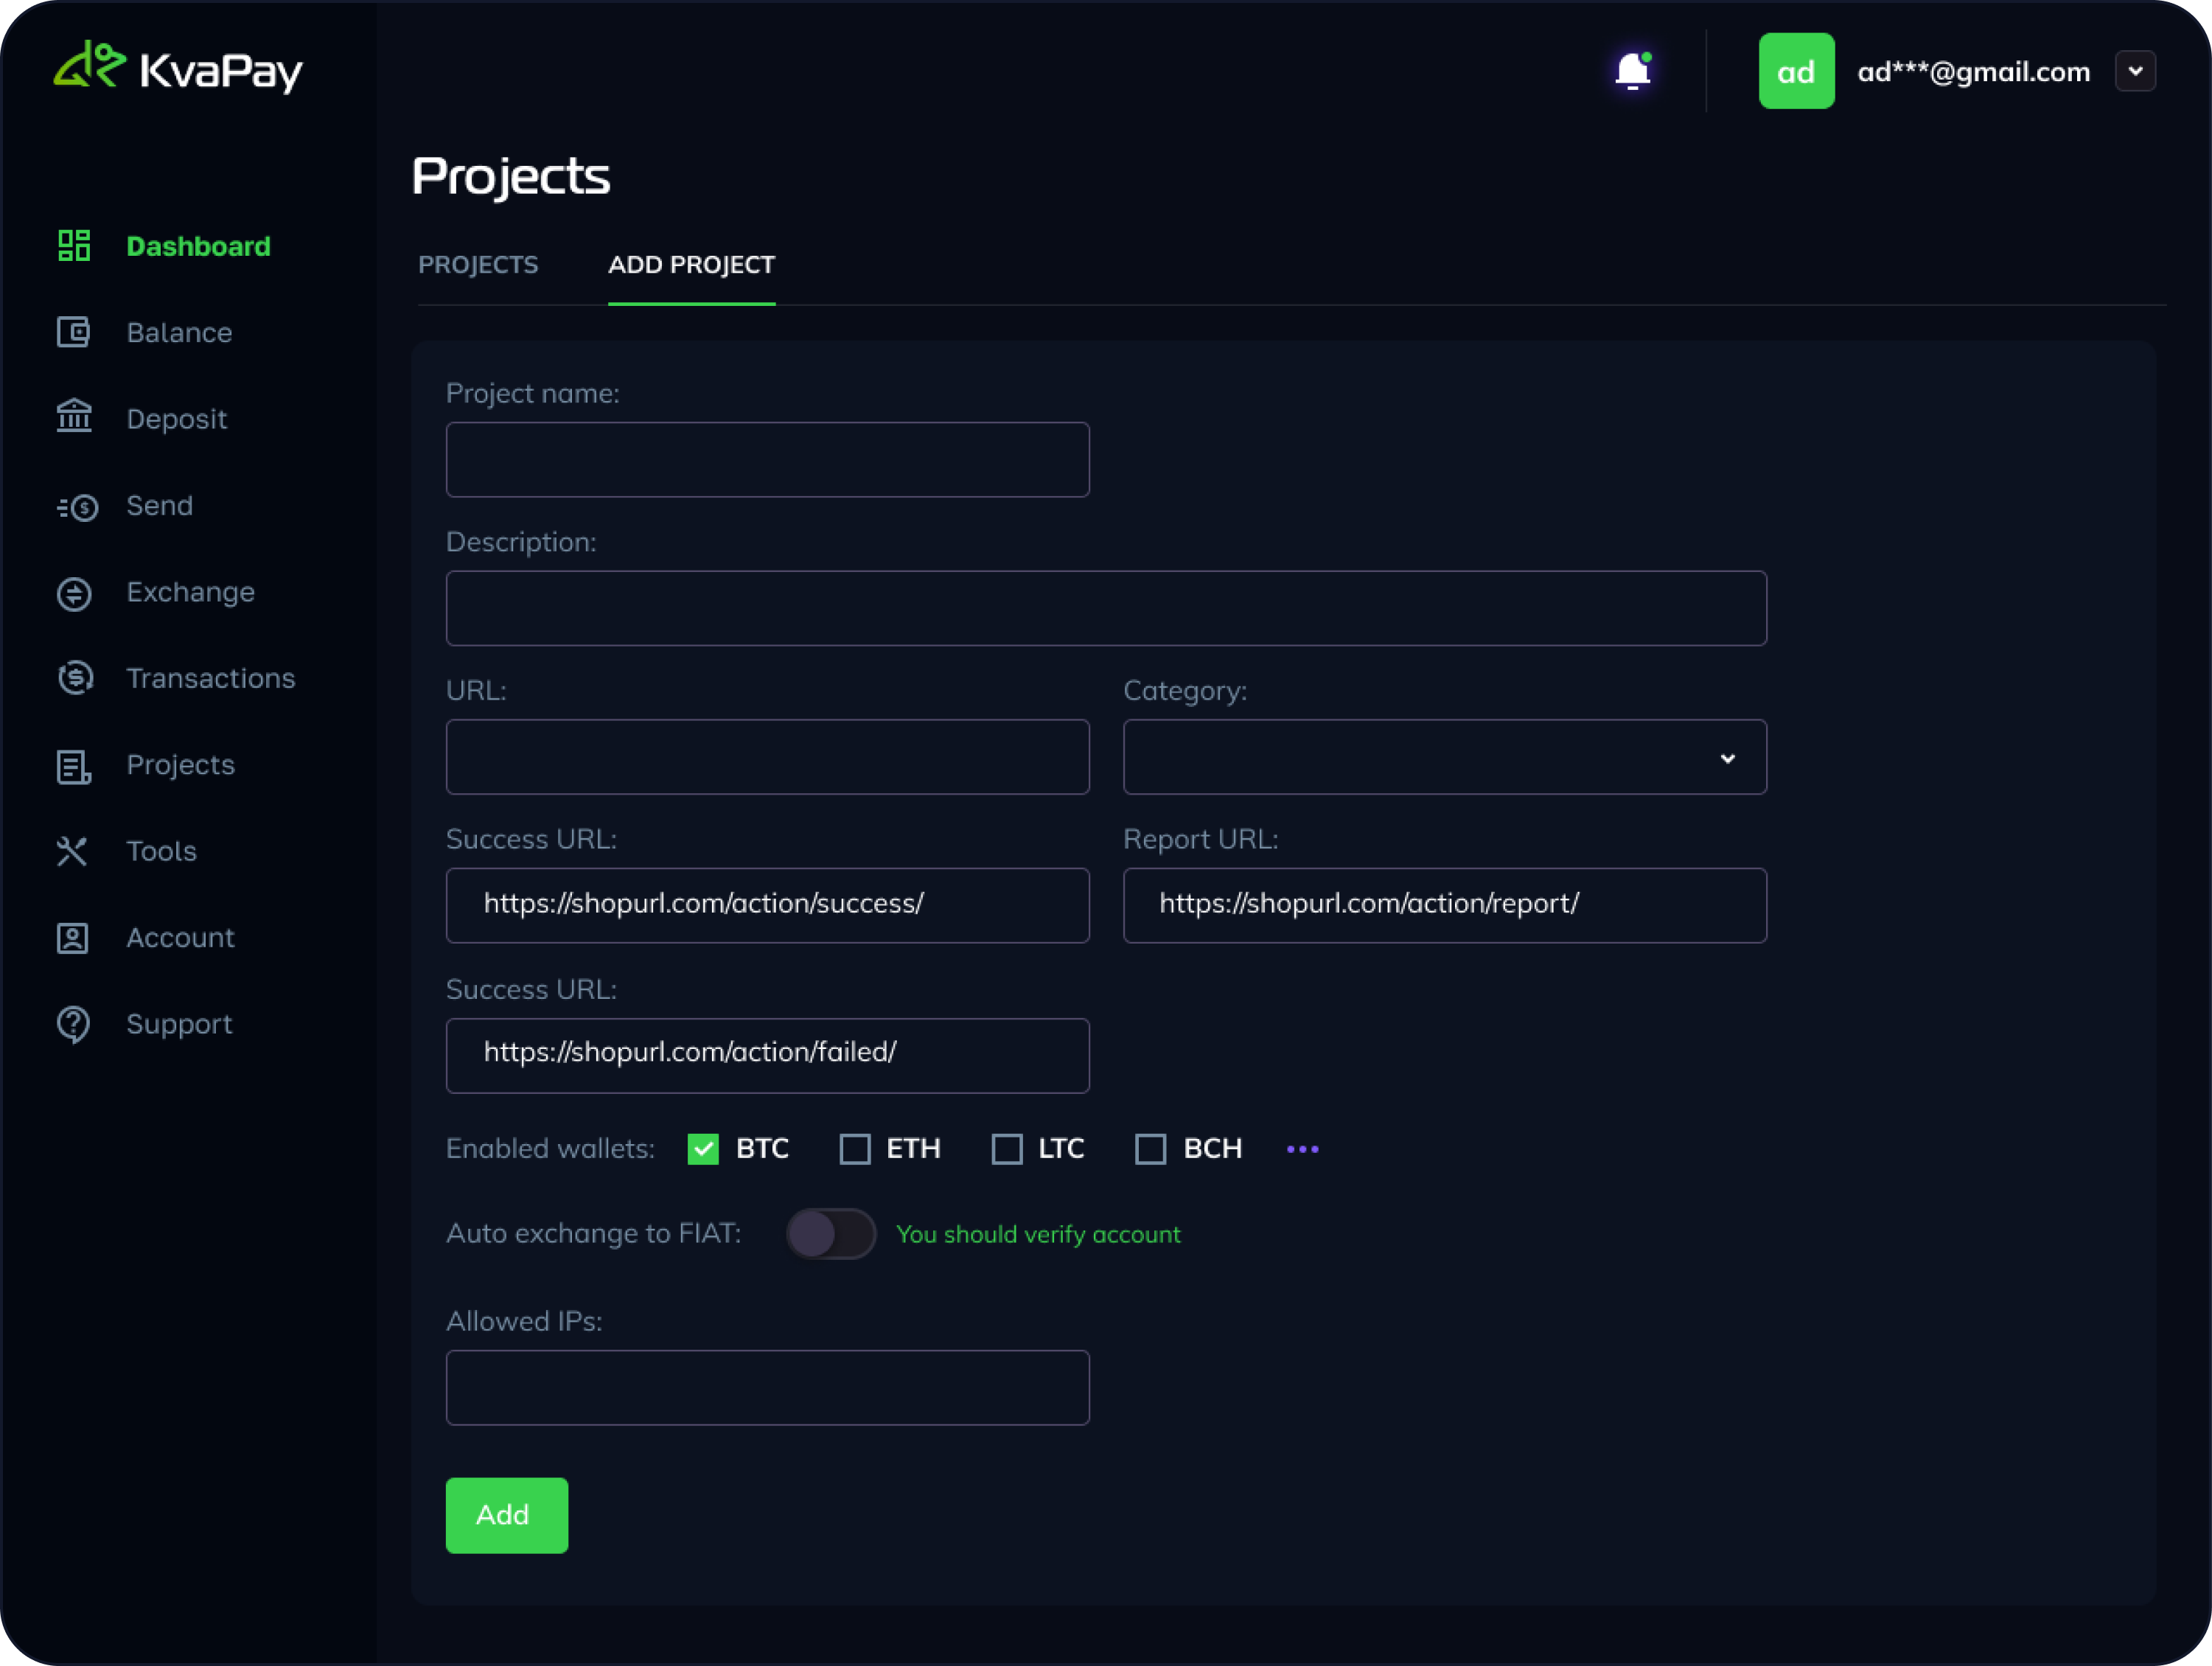 KvaPay
ad
ad***@gmail.com
Projects
PROJECTS
ADD PROJECT
Dashboard
Balance
Deposit
Send
Exchange
Transactions
Projects
Tools
Account
Support
Project name:
Description:
URL:
Category:
Success URL:
Report URL:
https://shopurl.com/action/success/
https://shopurl.com/action/report/
Success URL:
https://shopurl.com/action/failed/
Enabled wallets: BTC ETH LTC BCH
Auto exchange to FIAT: You should verify account
Allowed IPs:
Add